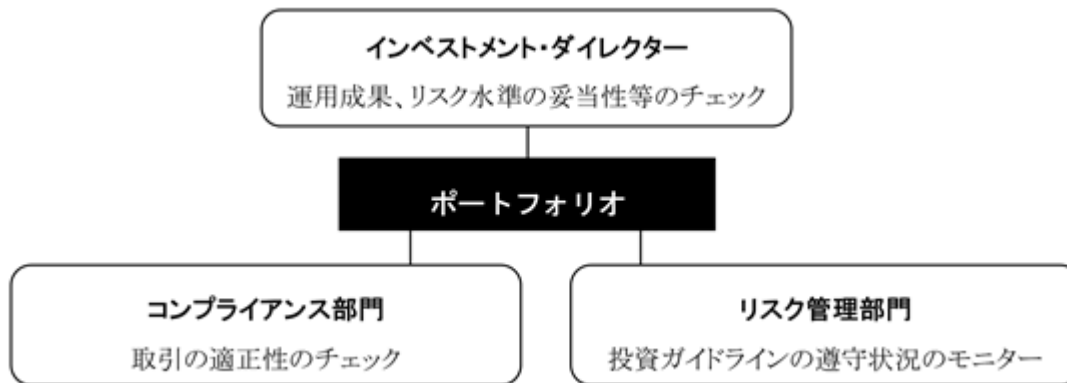 インベストメント・ダイレクター
運用成果、リスク水準の妥当性等のチェック
ポートフォリオ
コンプライアンス部門
取引の適正性のチェック
リスク管理部門
投資ガイドラインの遵守状況のモニター